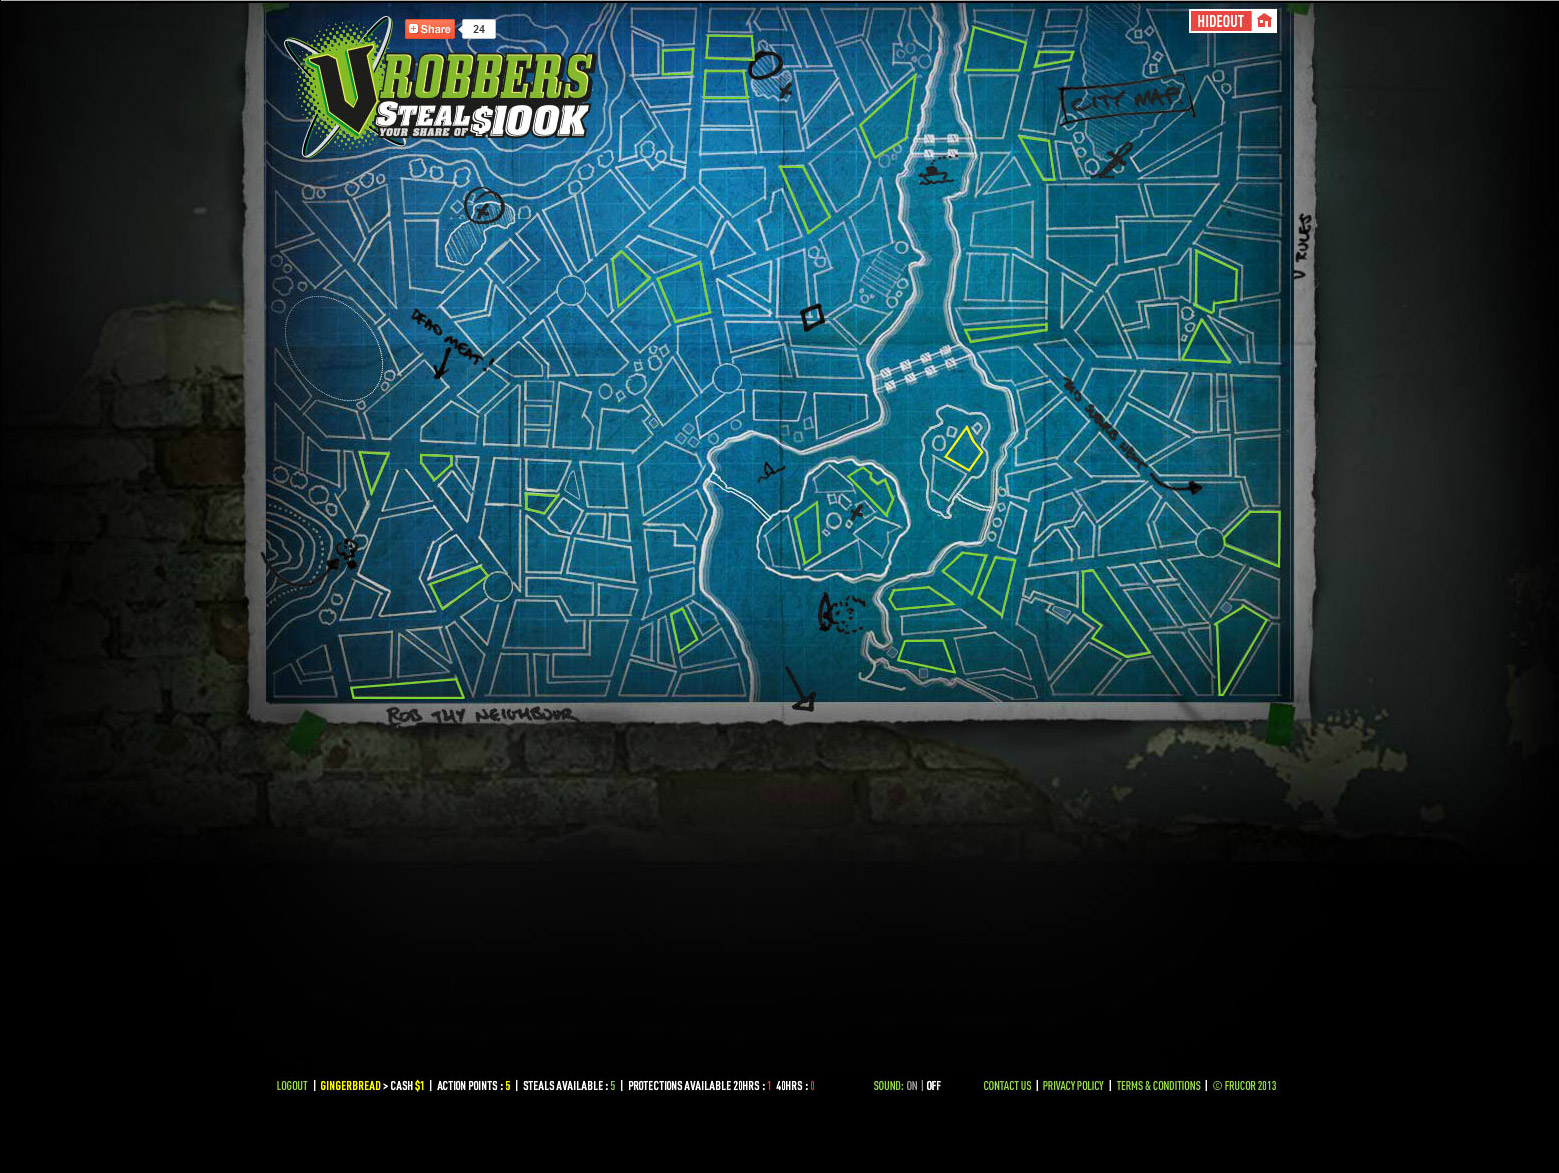 Share 24
HIDEOUT
V ROBBERS
STEAL $100K
YOUR SHARE OF
CITY MAP.
V RULES
DEAD MEAT!
ROB THY NEIGHBOUR
LOGOUT | GINGERBREAD > CASH $1 | ACTION POINTS : 5 | STEALS AVAILABLE : 5 | PROTECTIONS AVAILABLE 20HRS : 1 40HRS : 0 SOUND: ON | OFF CONTACT US | PRIVACY POLICY | TERMS & CONDITIONS | © FRUCOR 2013